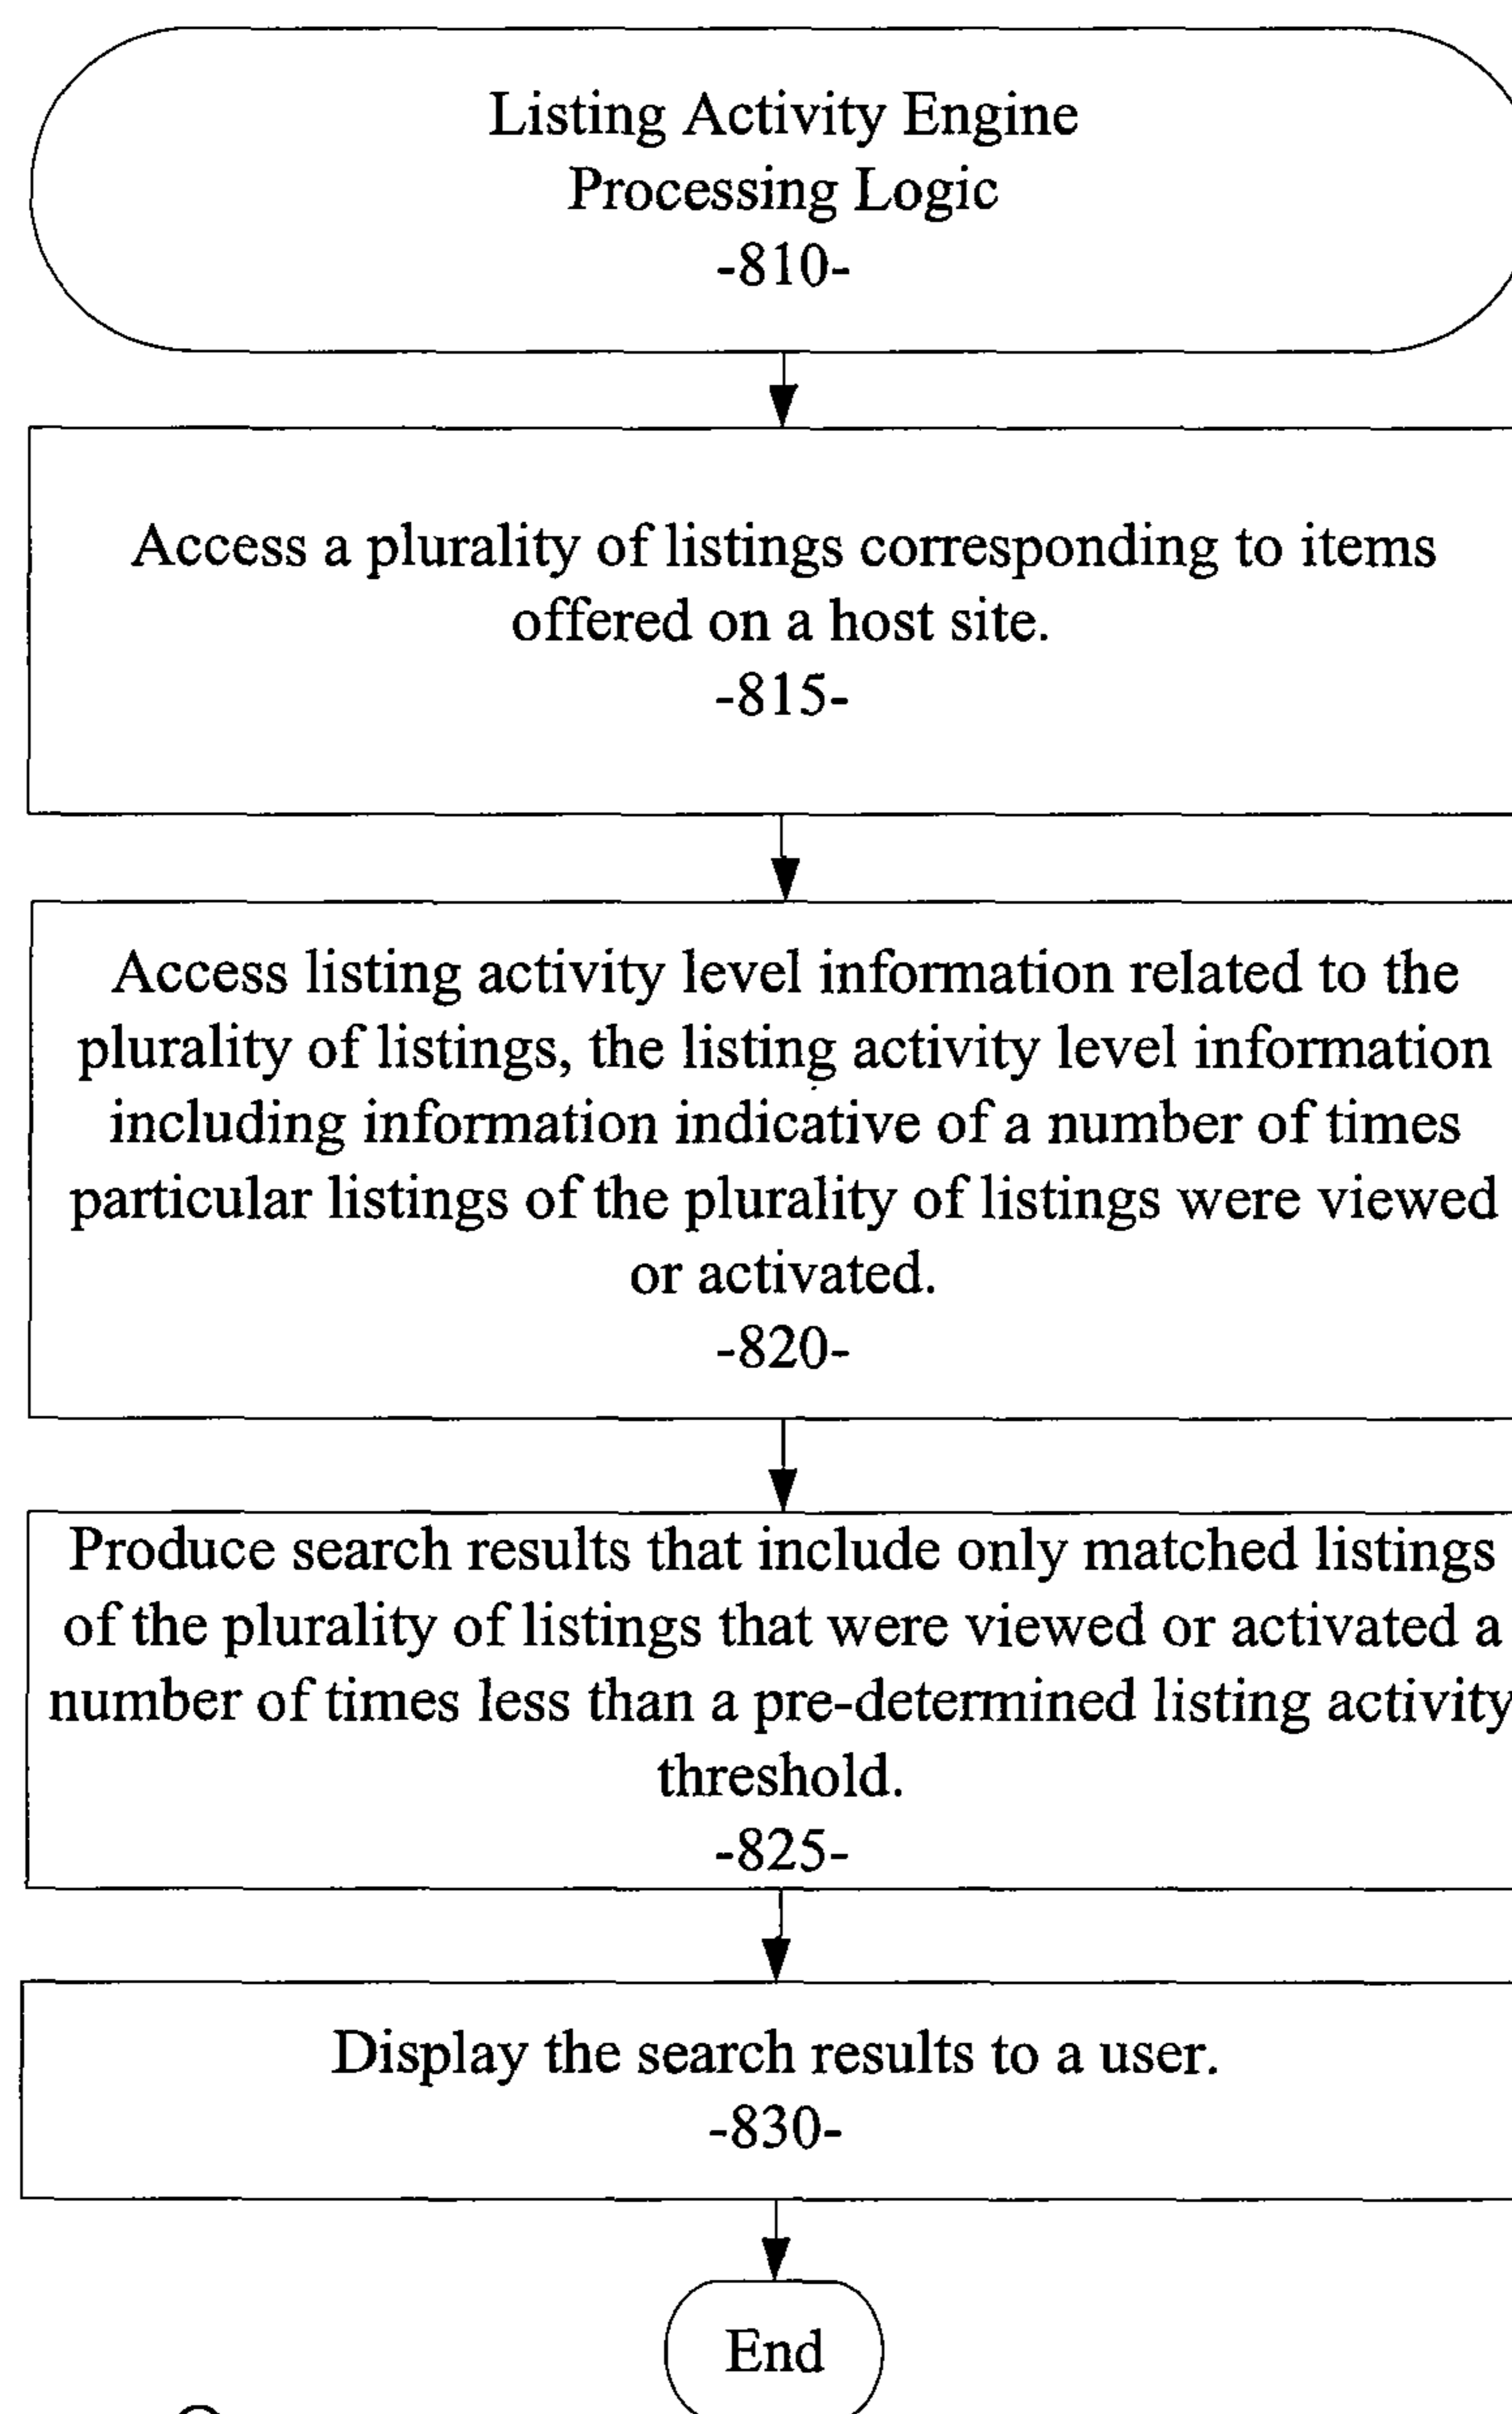 Listing Activity Engine
Processing Logic
-810-
Access a plurality of listings corresponding to items
offered on a host site.
-815-
Access listing activity level information related to the
plurality of listings, the listing activity level information
including information indicative of a number of times
particular listings of the plurality of listings were viewed
or activated.
-820-
Produce search results that include only matched listings
of the plurality of listings that were viewed or activated a
number of times less than a pre-determined listing activity
threshold.
-825-
Display the search results to a user.
-830-
End